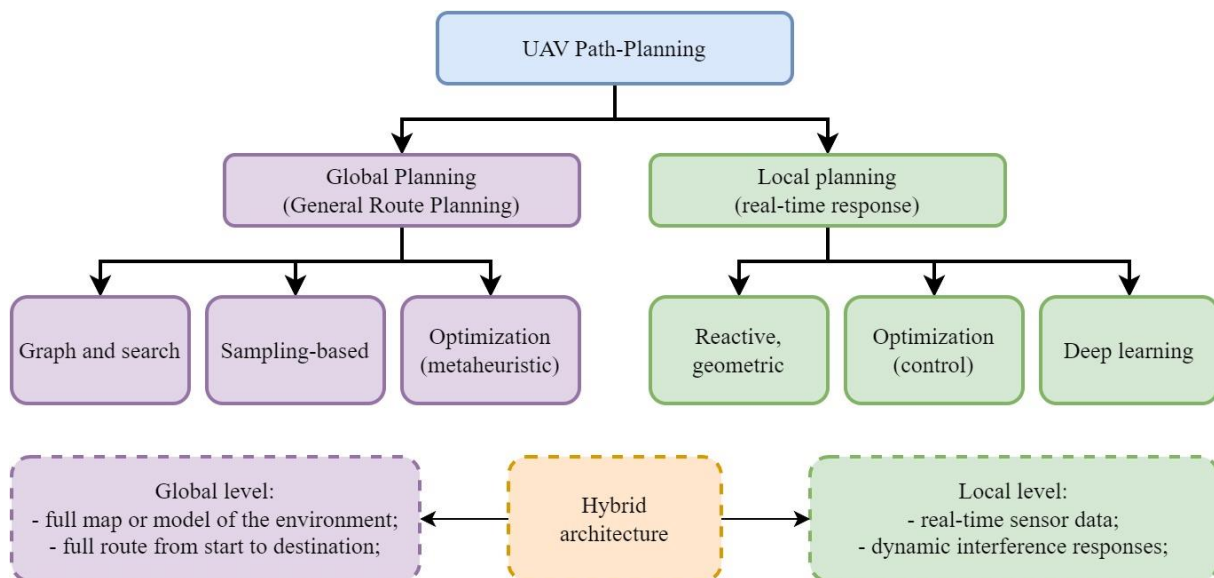 UAV Path-Planning
Global Planning
(General Route Planning)
Local planning
(real-time response)
Graph and search
Sampling-based
Optimization
(metaheuristic)
Reactive,
geometric
Optimization
(control)
Deep learning
Global level:
- full map or model of the environment;
- full route from start to destination;
Hybrid
architecture
Local level:
- real-time sensor data;
- dynamic interference responses;